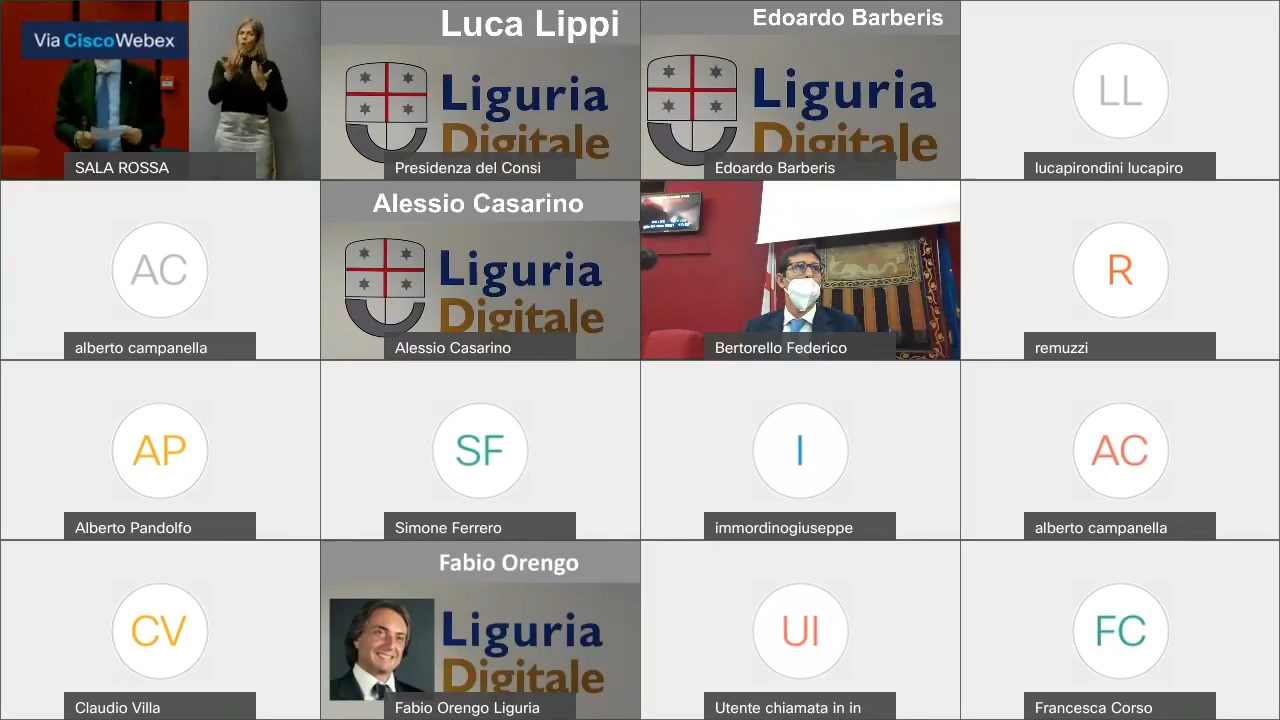 Via Cisco Webex
SALA ROSSA
Luca Lippi
Liguria
Digitale
Presidenza del Consi
Edoardo Barberis
Liguria
Digitale
Edoardo Barberis
LL
lucapirondini lucapiro
AC
alberto campanella
Alessio Casarino
Liguria
Digitale
Alessio Casarino
Bertorello Federico
R
remuzzi
AP
Alberto Pandolfo
SF
Simone Ferrero
I
immordinogiuseppe
AC
alberto campanella
CV
Claudio Villa
Fabio Orengo
Liguria
Digitale
Fabio Orengo Liguria
UI
Utente chiamata in in
FC
Francesca Corso